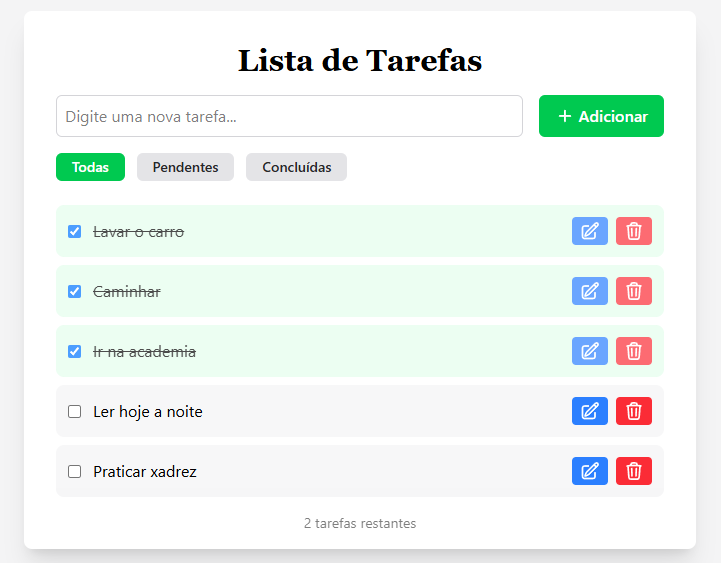 Lista de Tarefas
Digite uma nova tarefa...
+ Adicionar
Todas
Pendentes
Concluídas
Lavar o carro
Caminhar
Ir na academia
Ler hoje a noite
Praticar xadrez
2 tarefas restantes